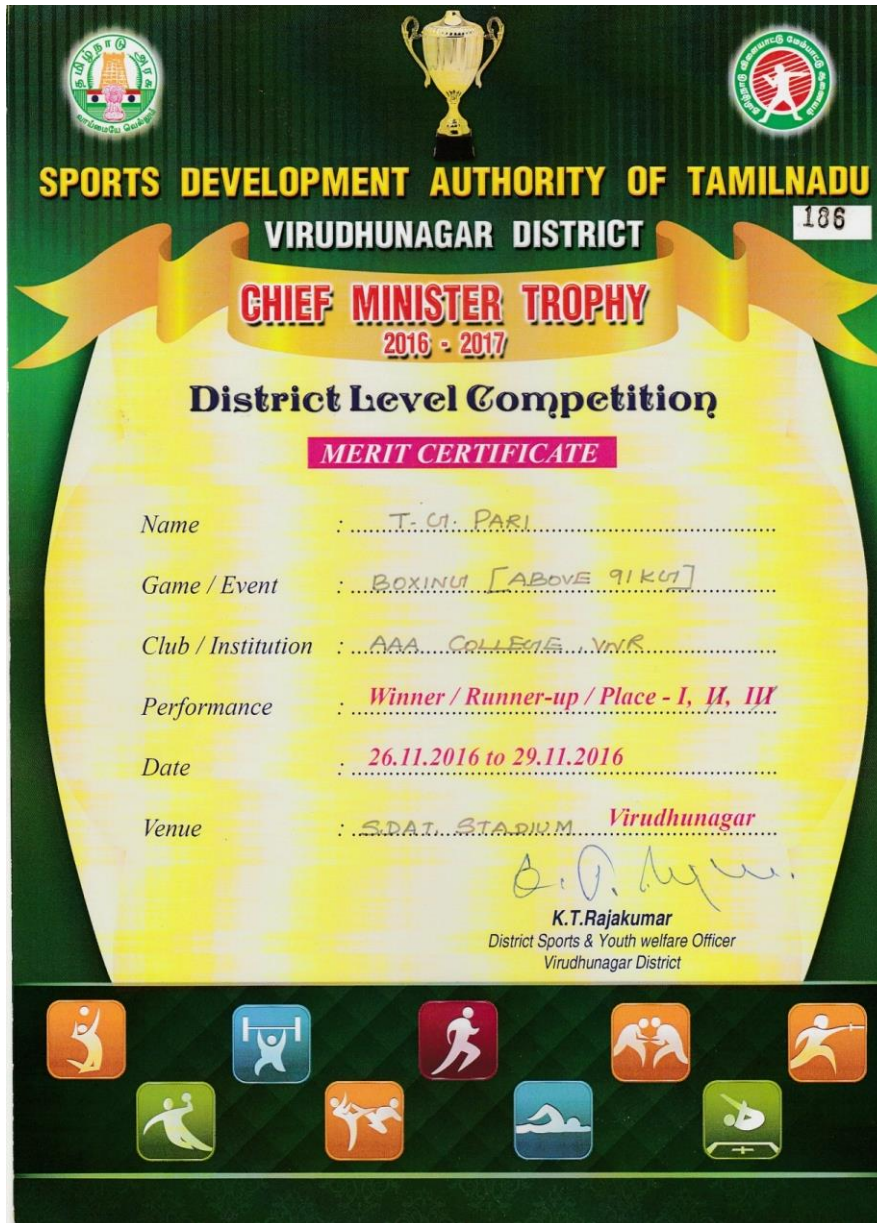 தமிழ்நாடு அரசு
வாய்மையே வெல்லும்
SPORTS DEVELOPMENT AUTHORITY OF TAMILNADU
186
VIRUDHUNAGAR DISTRICT
CHIEF MINISTER TROPHY
2016 - 2017
District Level Competition
MERIT CERTIFICATE
Name : T. G. PARI
Game / Event : BOXING [ABOVE 91 KG]
Club / Institution : AAA COLLEGE, VNR
Performance : Winner / Runner-up / Place - I, II, III
Date : 26.11.2016 to 29.11.2016
Venue : SDAT, STADIUM Virudhunagar
K.T.Rajakumar
District Sports & Youth welfare Officer
Virudhunagar District